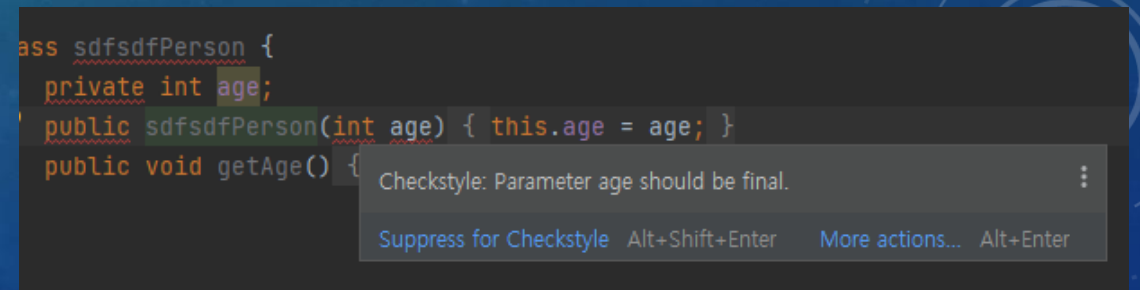 ass sdfsdfPerson {
private int age;
public sdfsdfPerson(int age) { this.age = age; }
public void getAge() {
Checkstyle: Parameter age should be final.
Suppress for Checkstyle Alt+Shift+Enter More actions... Alt+Enter